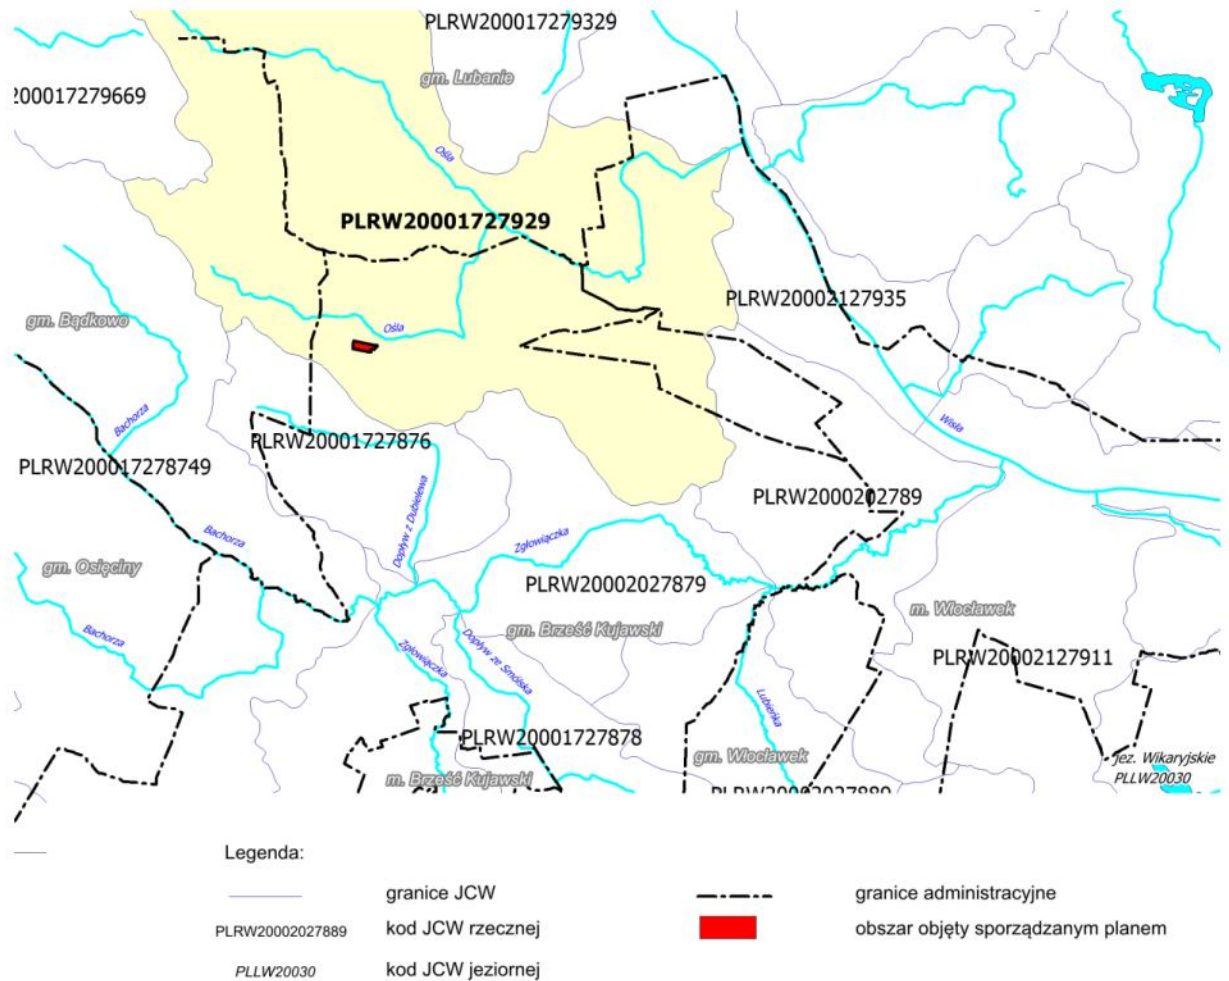 PLRW200017279329
gm. Lubanie
200017279669
Ośla
PLRW20001727929
PLRW20002127935
gm. Bądkowo
Ośla
Bachorza
Wisła
PLRW20001727876
PLRW200017278749
Dopływ z Dubielewa
PLRW2000202789
Bachorza
Zgłowiączka
gm. Osięciny
PLRW20002027879
m. Włocławek
gm. Brześć Kujawski
Bachorza
Zgłowiączka
Dopływ ze Smólska
PLRW20002127911
Lubieńka
PLRW20001727878
gm. Włocławek
jez. Wikaryjskie
PLLW20030
m. Brześć Kujawski
PLRW20002027889
Legenda:
granice JCW
granice administracyjne
PLRW20002027889
kod JCW rzecznej
obszar objęty sporządzanym planem
PLLW20030
kod JCW jeziornej